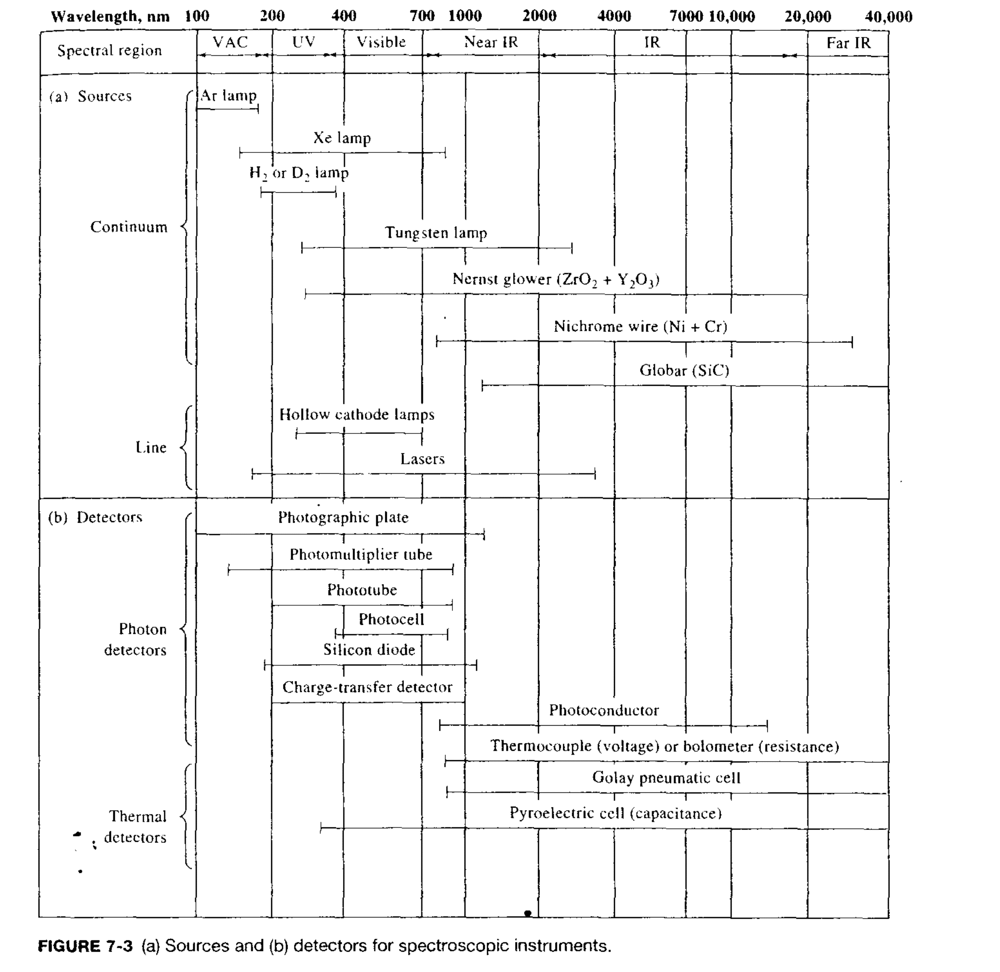 Wavelength, nm 100 200 400 700 1000 2000 4000 7000 10,000 20,000 40,000
Spectral region VAC UV Visible Near IR IR Far IR
(a) Sources
Ar lamp
Xe lamp
H₂ or D₂ lamp
Continuum
Tungsten lamp
Nernst glower (ZrO₂ + Y₂O₃)
Nichrome wire (Ni + Cr)
Globar (SiC)
Hollow cathode lamps
Line
Lasers
(b) Detectors
Photographic plate
Photomultiplier tube
Phototube
Photocell
Photon
detectors
Silicon diode
Charge-transfer detector
Photoconductor
Thermocouple (voltage) or bolometer (resistance)
Golay pneumatic cell
Pyroelectric cell (capacitance)
Thermal
detectors
FIGURE 7-3 (a) Sources and (b) detectors for spectroscopic instruments.